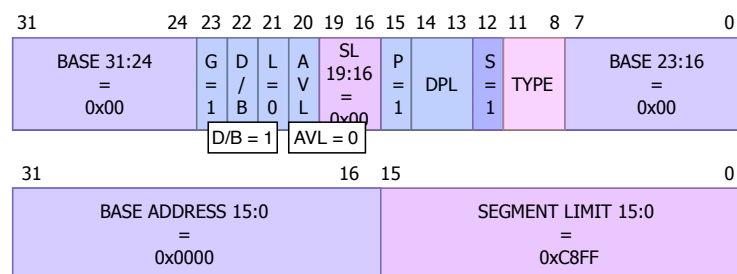 31 24 23 22 21 20 19 16 15 14 13 12 11 8 7 0
BASE 31:24
=
0x00
G
=
1
D
/
B
L
=
0
A
V
L
SL
19:16
=
0x00
P
=
1
DPL
S
=
1
TYPE
BASE 23:16
=
0x00
D/B = 1
AVL = 0
31 16 15 0
BASE ADDRESS 15:0
=
0x0000
SEGMENT LIMIT 15:0
=
0xC8FF